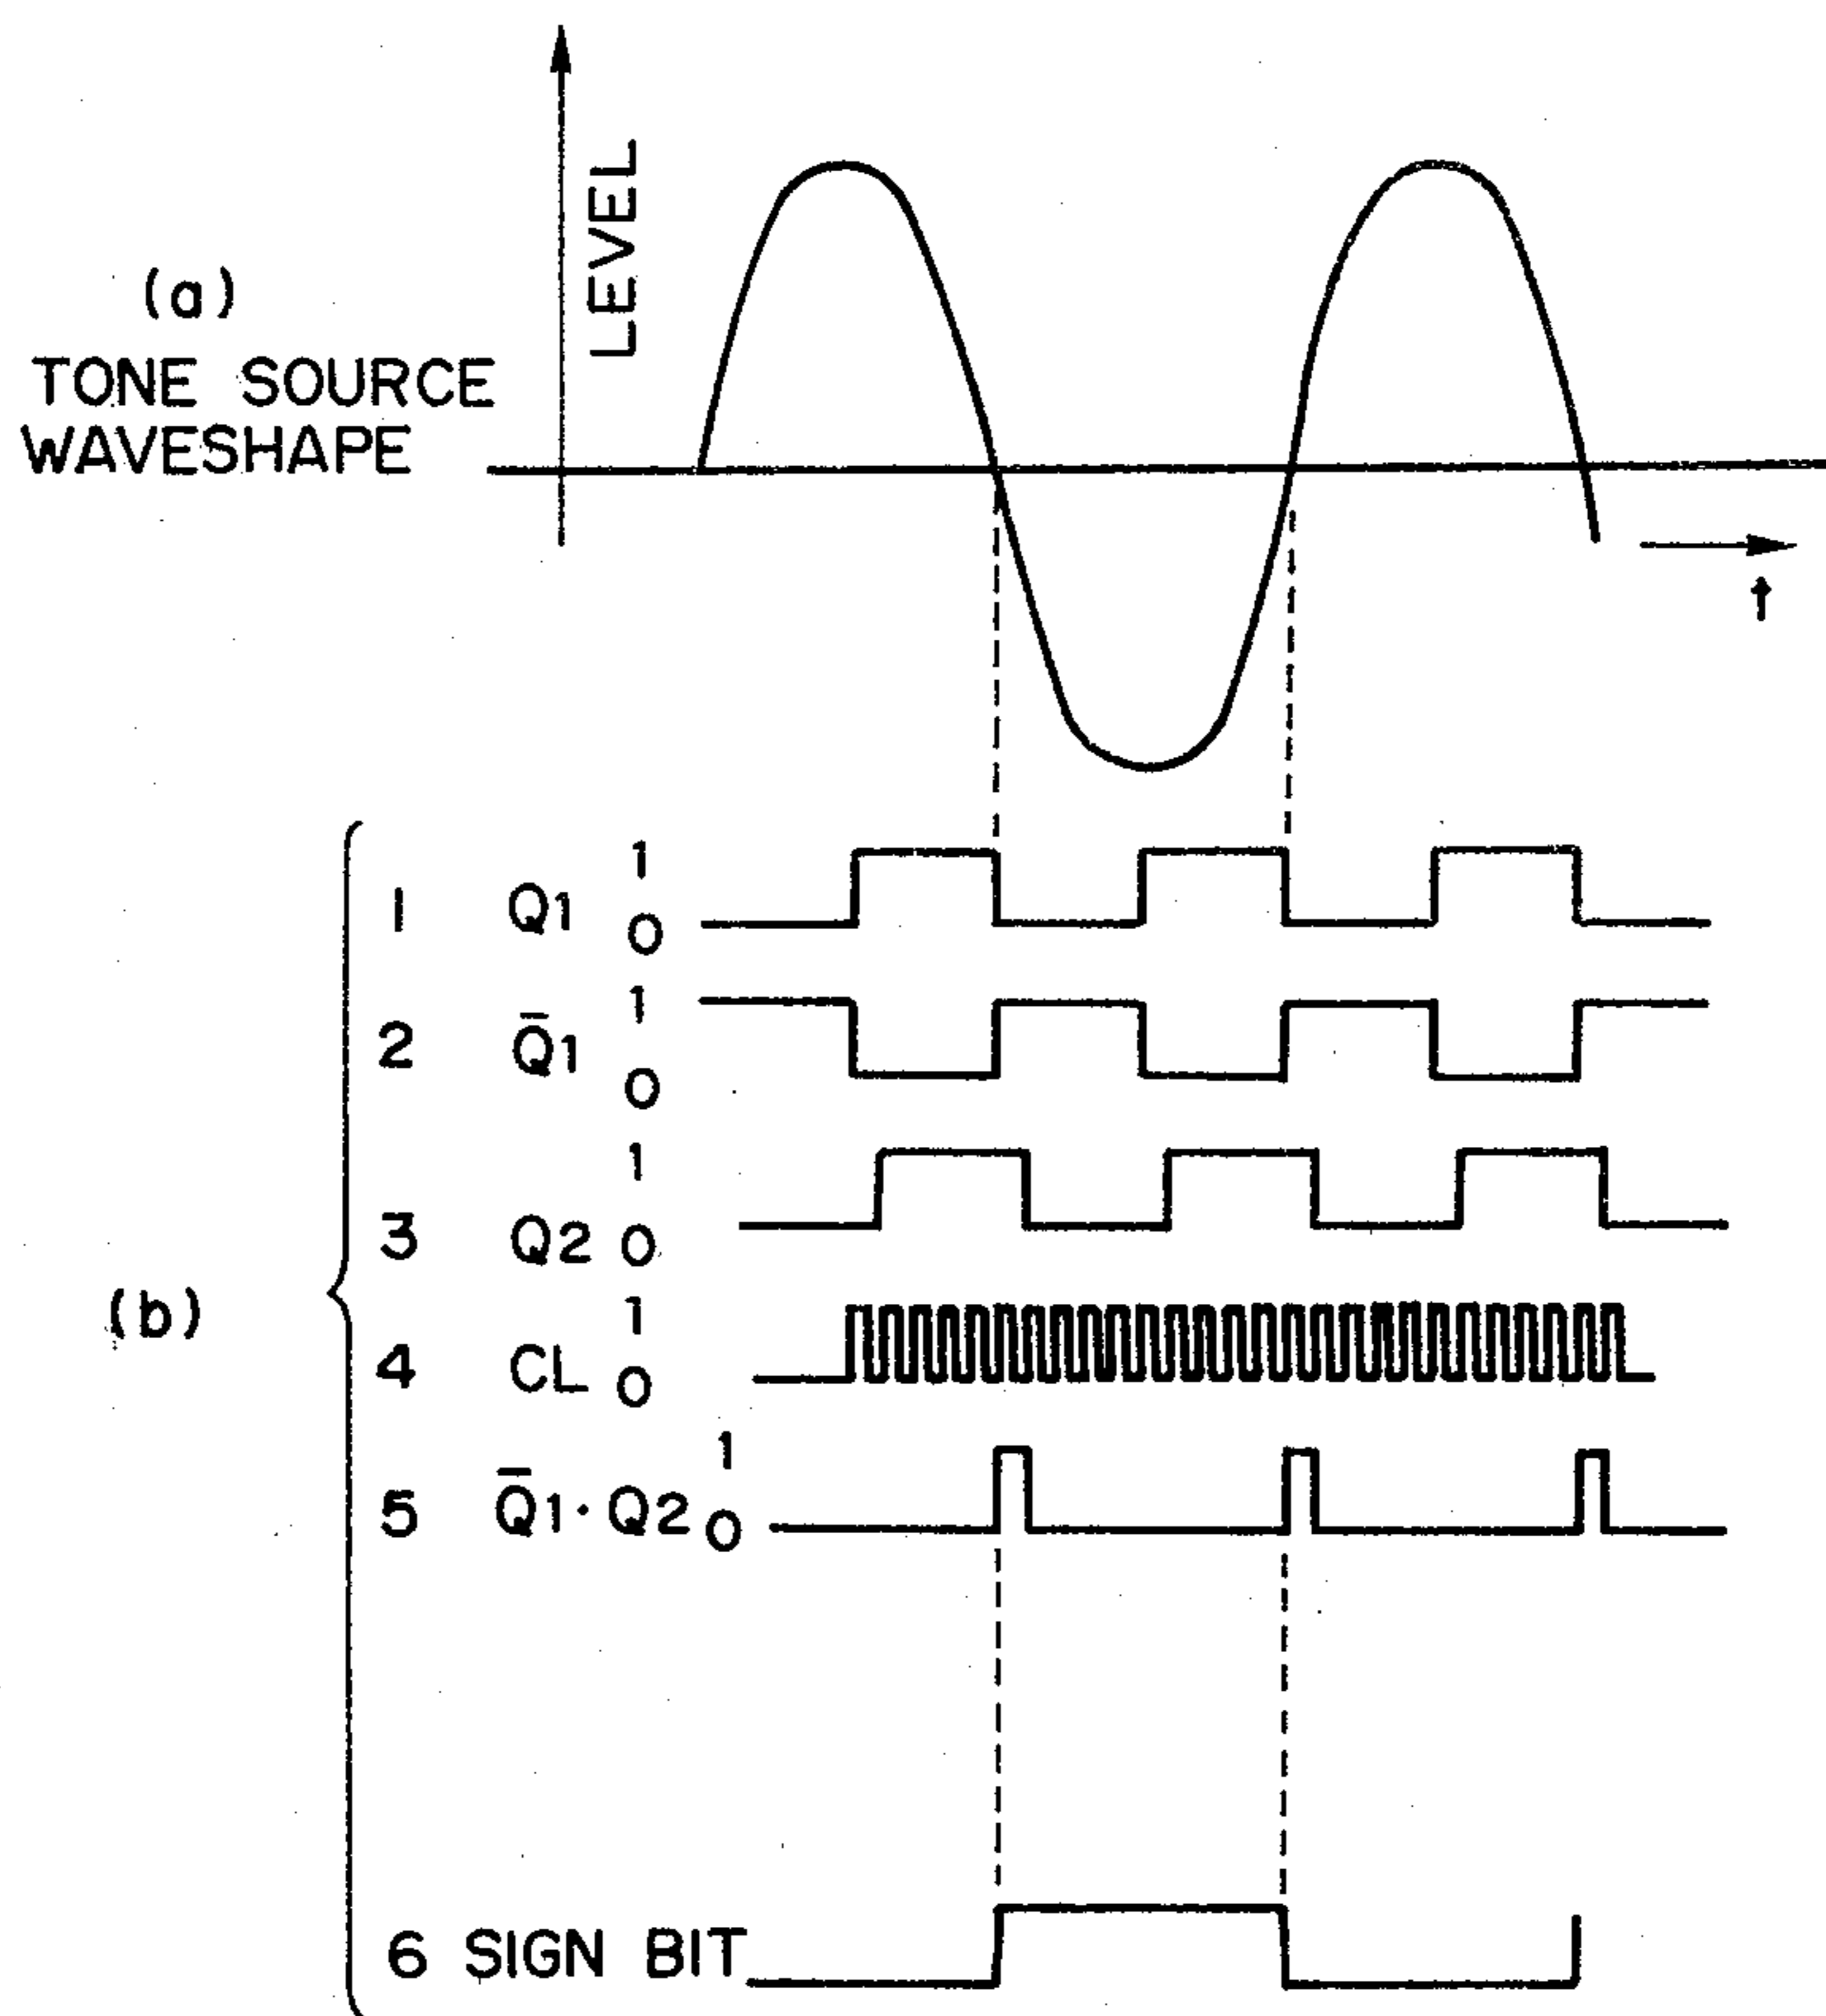 LEVEL
(a)
TONE SOURCE
WAVESHAPE
t
(b)
1 Q1 1 0
2 Q̄1 1 0
3 Q2 1 0
4 CL 1 0
5 Q̄1·Q2 1 0
6 SIGN BIT